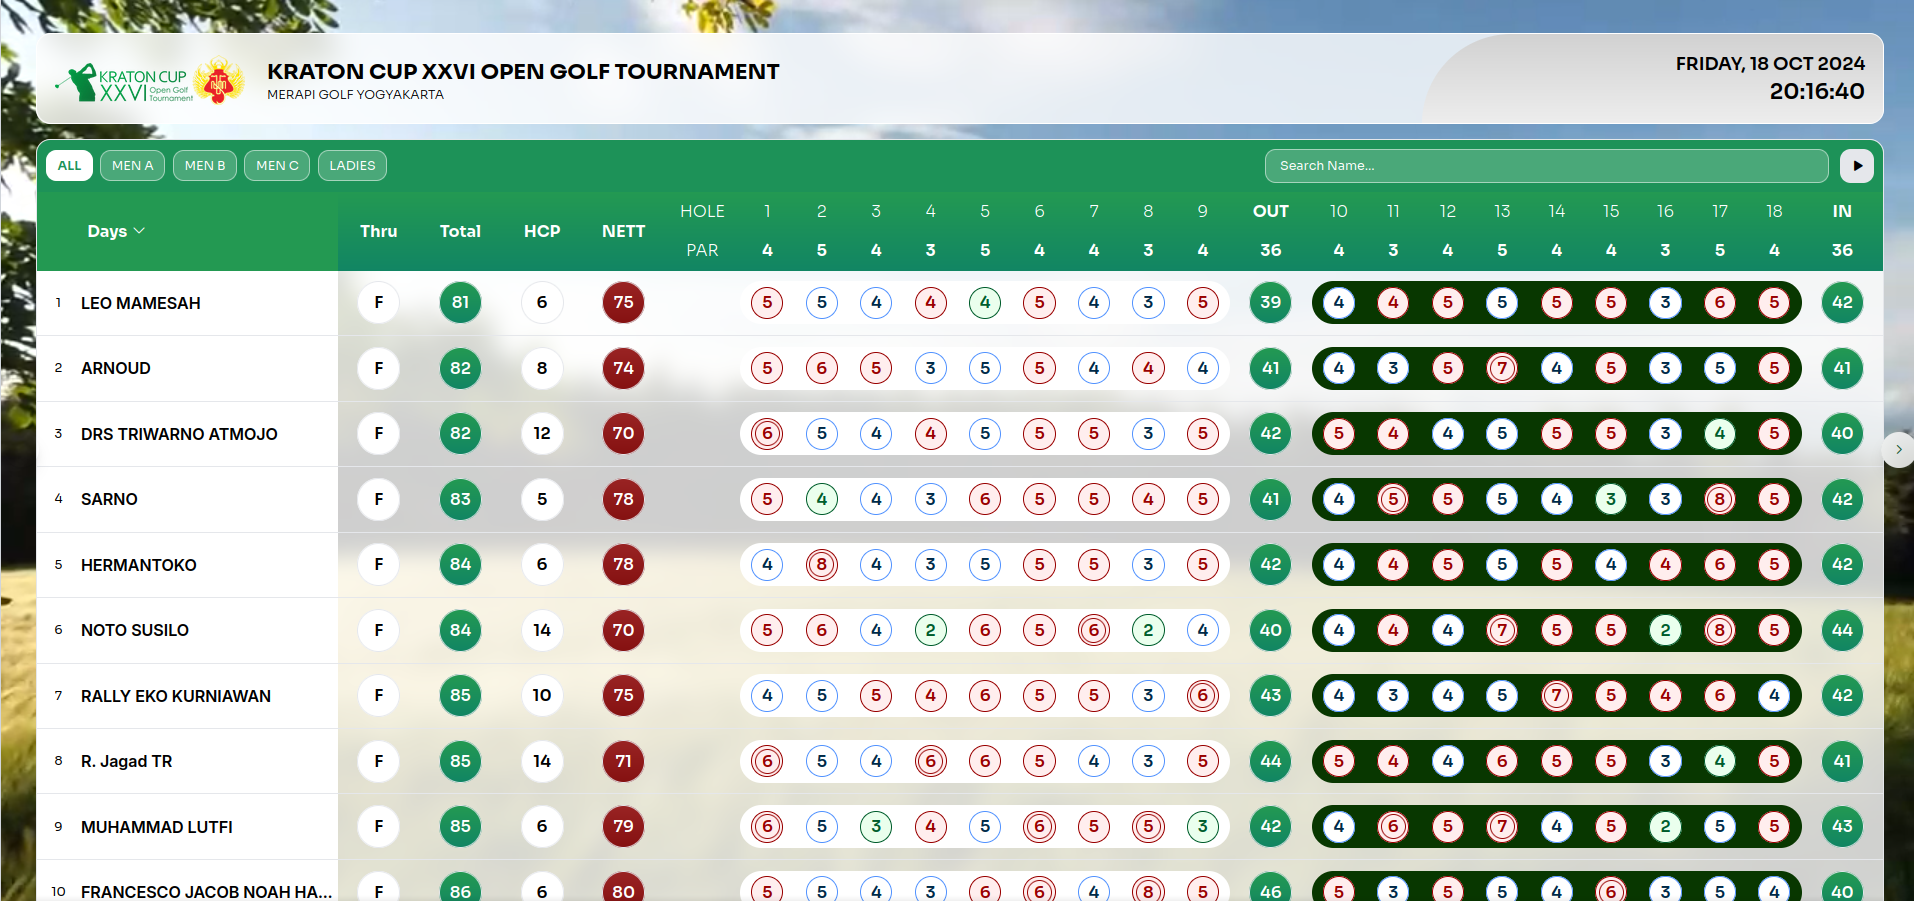 KRATON CUP
XXVI Open Golf Tournament
KRATON CUP XXVI OPEN GOLF TOURNAMENT
MERAPI GOLF YOGYAKARTA
FRIDAY, 18 OCT 2024
20:16:40
ALL MEN A MEN B MEN C LADIES Search Name...
HOLE 1 2 3 4 5 6 7 8 9 OUT 10 11 12 13 14 15 16 17 18 IN
Days Thru Total HCP NETT
PAR 4 5 4 3 5 4 4 3 4 36 4 3 4 5 4 4 3 5 4 36
1 LEO MAMESAH F 81 6 75 5 5 4 4 4 5 4 3 5 39 4 4 5 5 5 5 3 6 5 42
2 ARNOUD F 82 8 74 5 6 5 3 5 5 4 4 4 41 4 3 5 7 4 5 3 5 5 41
3 DRS TRIWARNO ATMOJO F 82 12 70 6 5 4 4 5 5 5 3 5 42 5 4 4 5 5 5 3 4 5 40
4 SARNO F 83 5 78 5 4 4 3 6 5 5 4 5 41 4 5 5 5 4 3 3 8 5 42
5 HERMANTOKO F 84 6 78 4 8 4 3 5 5 5 3 5 42 4 4 5 5 5 4 4 6 5 42
6 NOTO SUSILO F 84 14 70 5 6 4 2 6 5 6 2 4 40 4 4 4 7 5 5 2 8 5 44
7 RALLY EKO KURNIAWAN F 85 10 75 4 5 5 4 6 5 5 3 6 43 4 3 4 5 7 5 4 6 4 42
8 R. Jagad TR F 85 14 71 6 5 4 6 6 5 4 3 5 44 5 4 4 6 5 5 3 4 5 41
9 MUHAMMAD LUTFI F 85 6 79 6 5 3 4 5 6 5 5 3 42 4 6 5 7 4 5 2 5 5 43
10 FRANCESCO JACOB NOAH HA... F 86 6 80 5 5 4 3 6 6 4 8 5 46 5 3 5 5 4 6 3 5 4 40